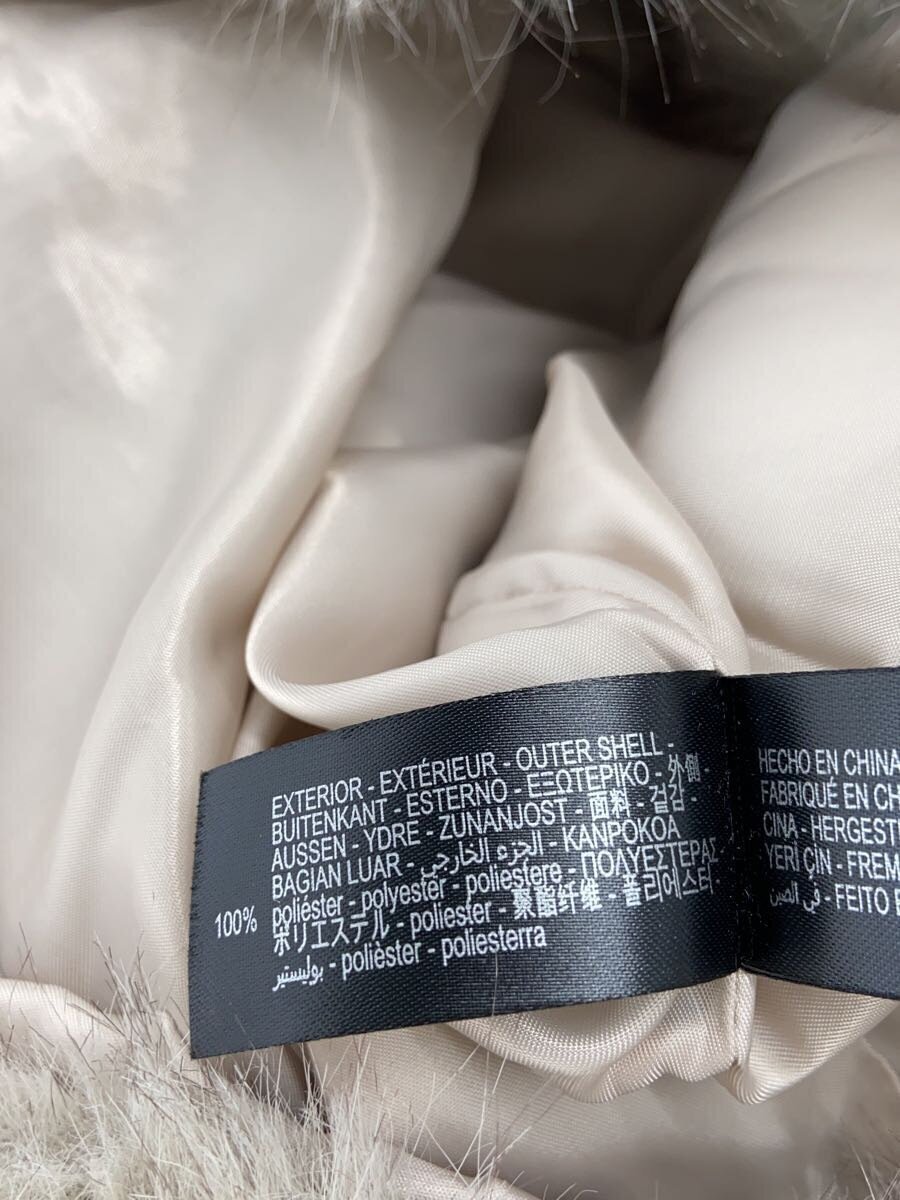 EXTERIOR - EXTÉRIEUR - OUTER SHELL -
BUITENKANT - ESTERNO - ΕΞΩΤΕΡΙΚΟ - 外側 -
AUSSEN - YDRE - ZUNANJOST - 面料 - 겉감 -
BAGIAN LUAR - الجزء الخارجي - KANPOKOA
100% poliéster - polyester - poliestere - ΠΟΛΥΕΣΤΕΡΑΣ -
ポリエステル - poliester - 聚酯纤维 - 폴리에스터 -
بوليستير - polièster - poliesterra
HECHO EN CHINA
FABRIQUÉ EN CH
CINA - HERGESTE
YERİ ÇİN - FREM
في الصين - FEITO E